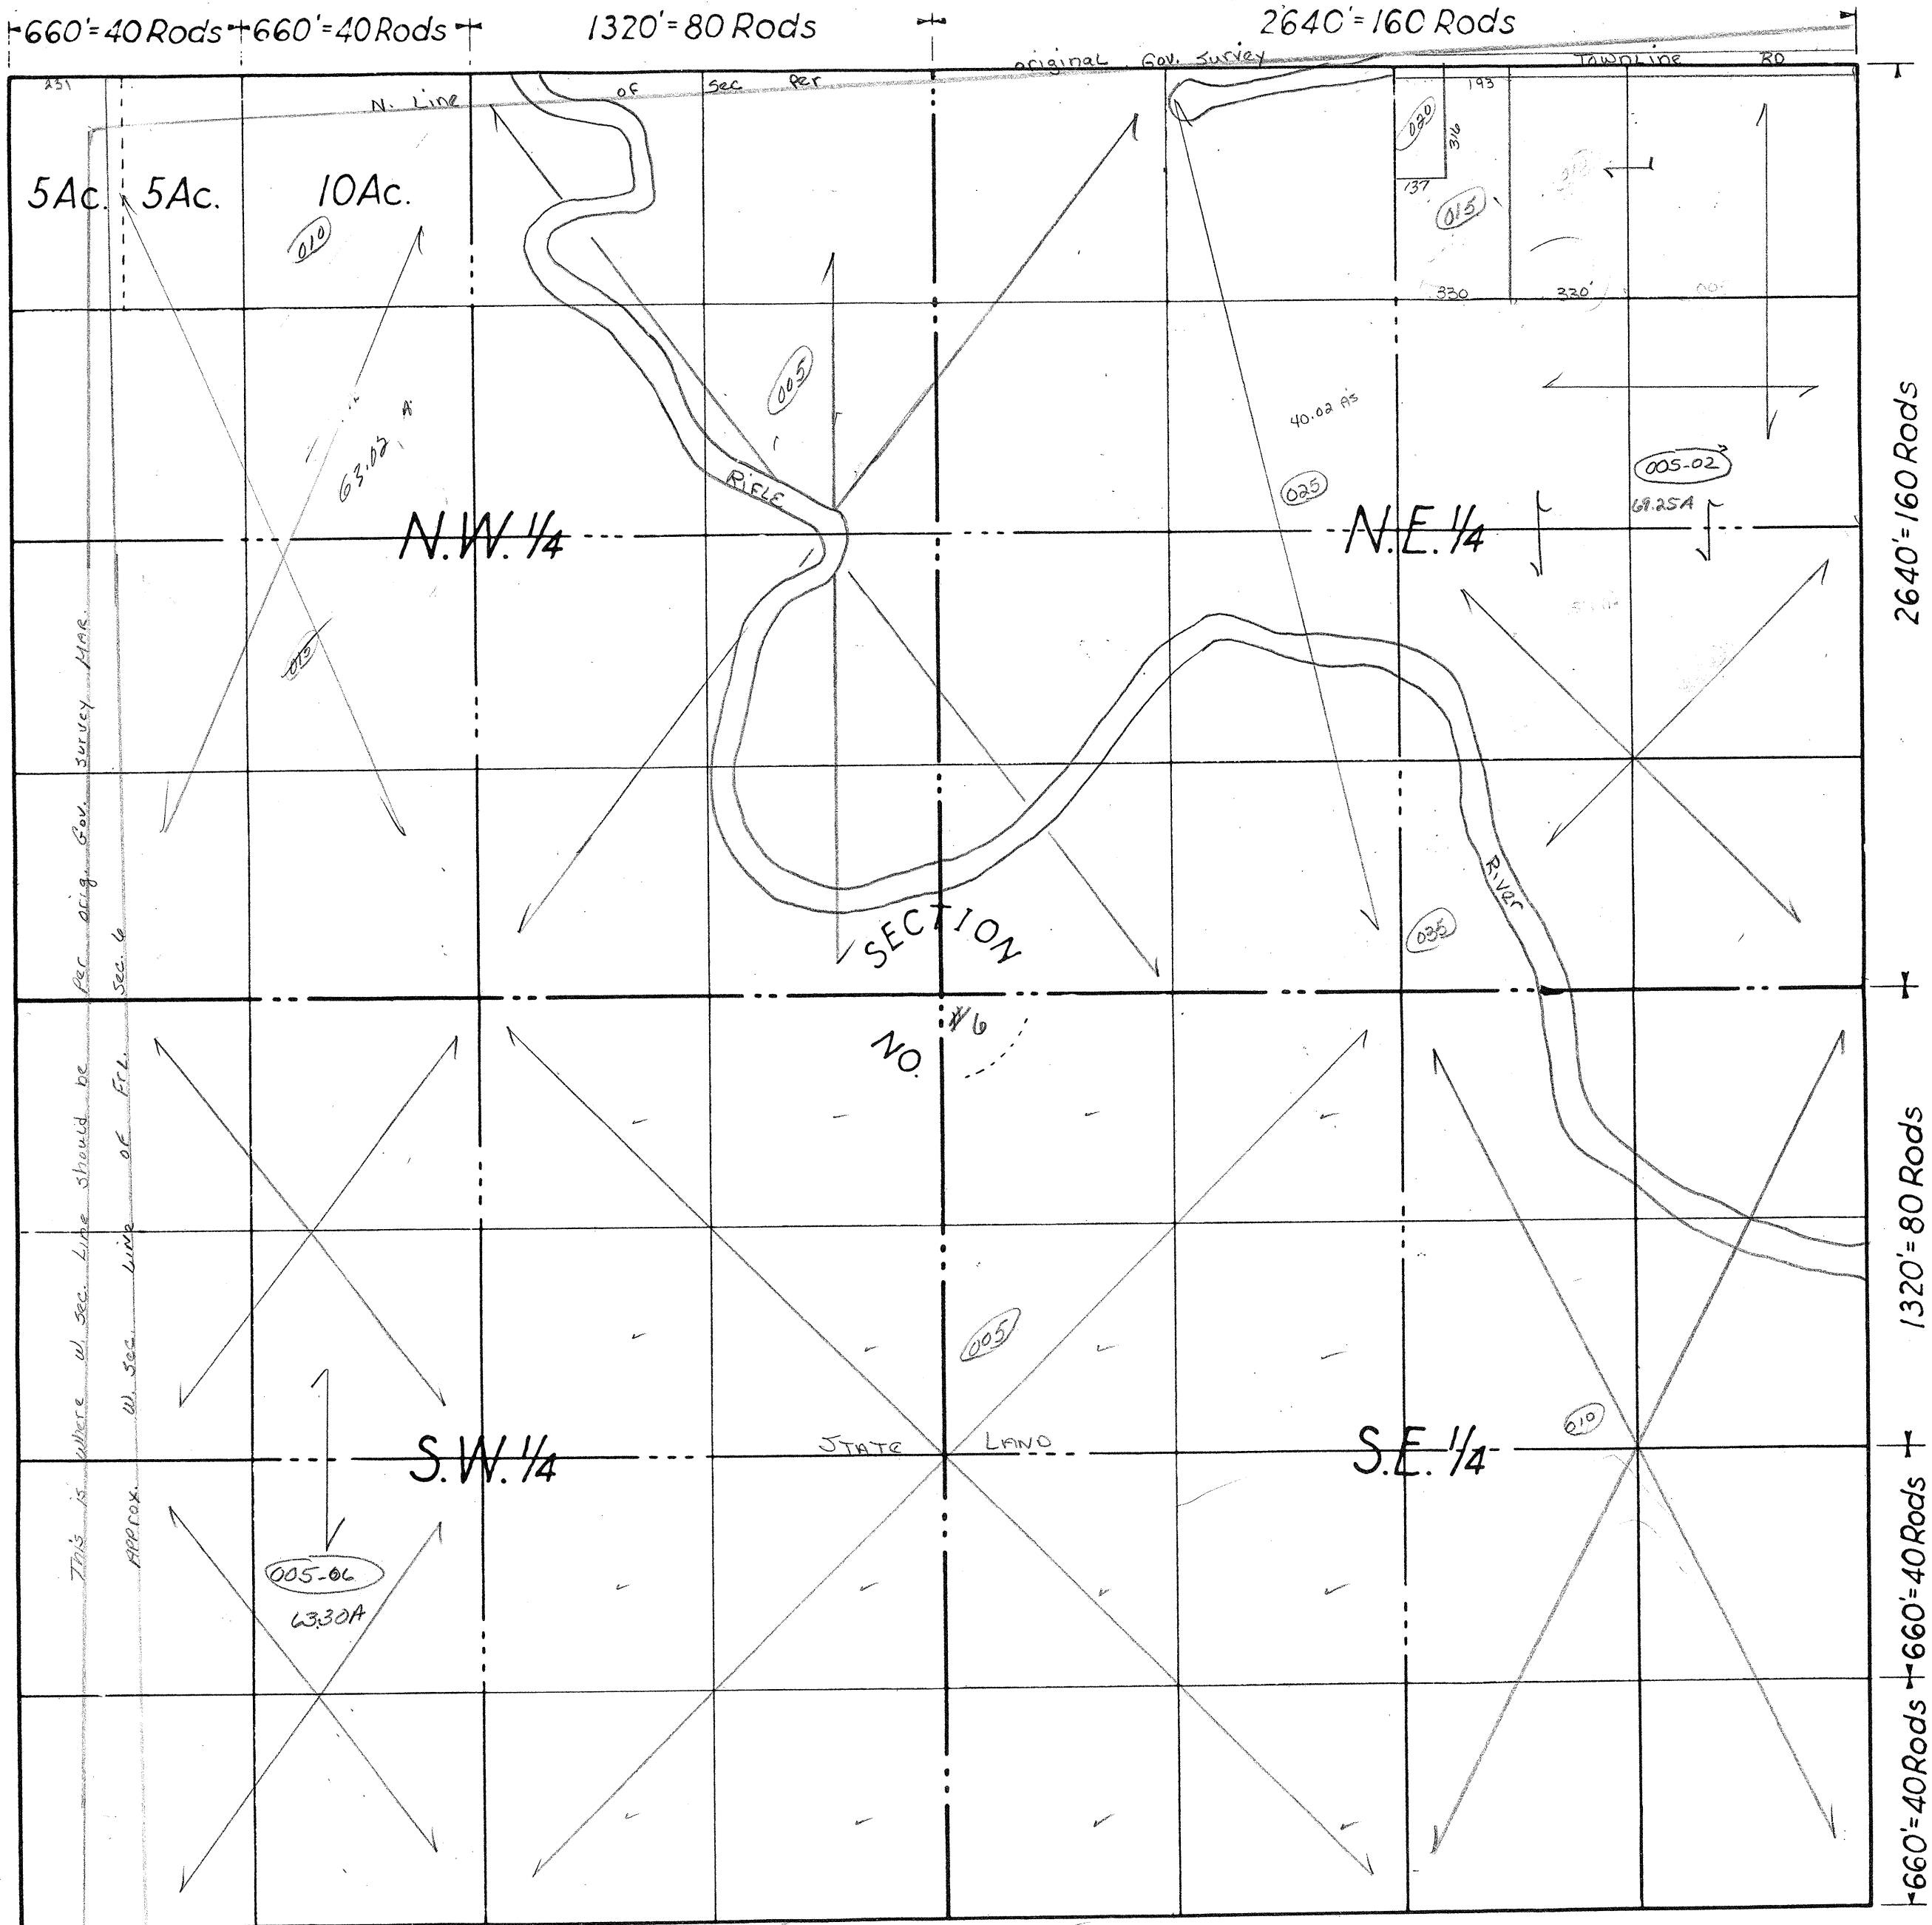 660'=40 Rods 660'=40 Rods 1320'=80 Rods 2640'=160 Rods
original Gov. Survey TOWNLINE RD
231 N. Line of Sec Per 193
020 316
137
5Ac. 5Ac. 10Ac.
010 015
330 330'
005
63.02 A
40.02 A's
025
005-02
69.25A
RIFLE
N.W. 1/4 N.E. 1/4
2640'=160 Rods
015
River
035
SECTION
NO. #6
This is where W. sec. Line should be Per orig. Gov. survey MAR.
APPROX. W. sec. Line OF Frl. Sec. 6
1320'=80 Rods
005
010
STATE LAND
S.W. 1/4 S.E. 1/4
005-06
63.30A
660'=40 Rods
660'=40 Rods